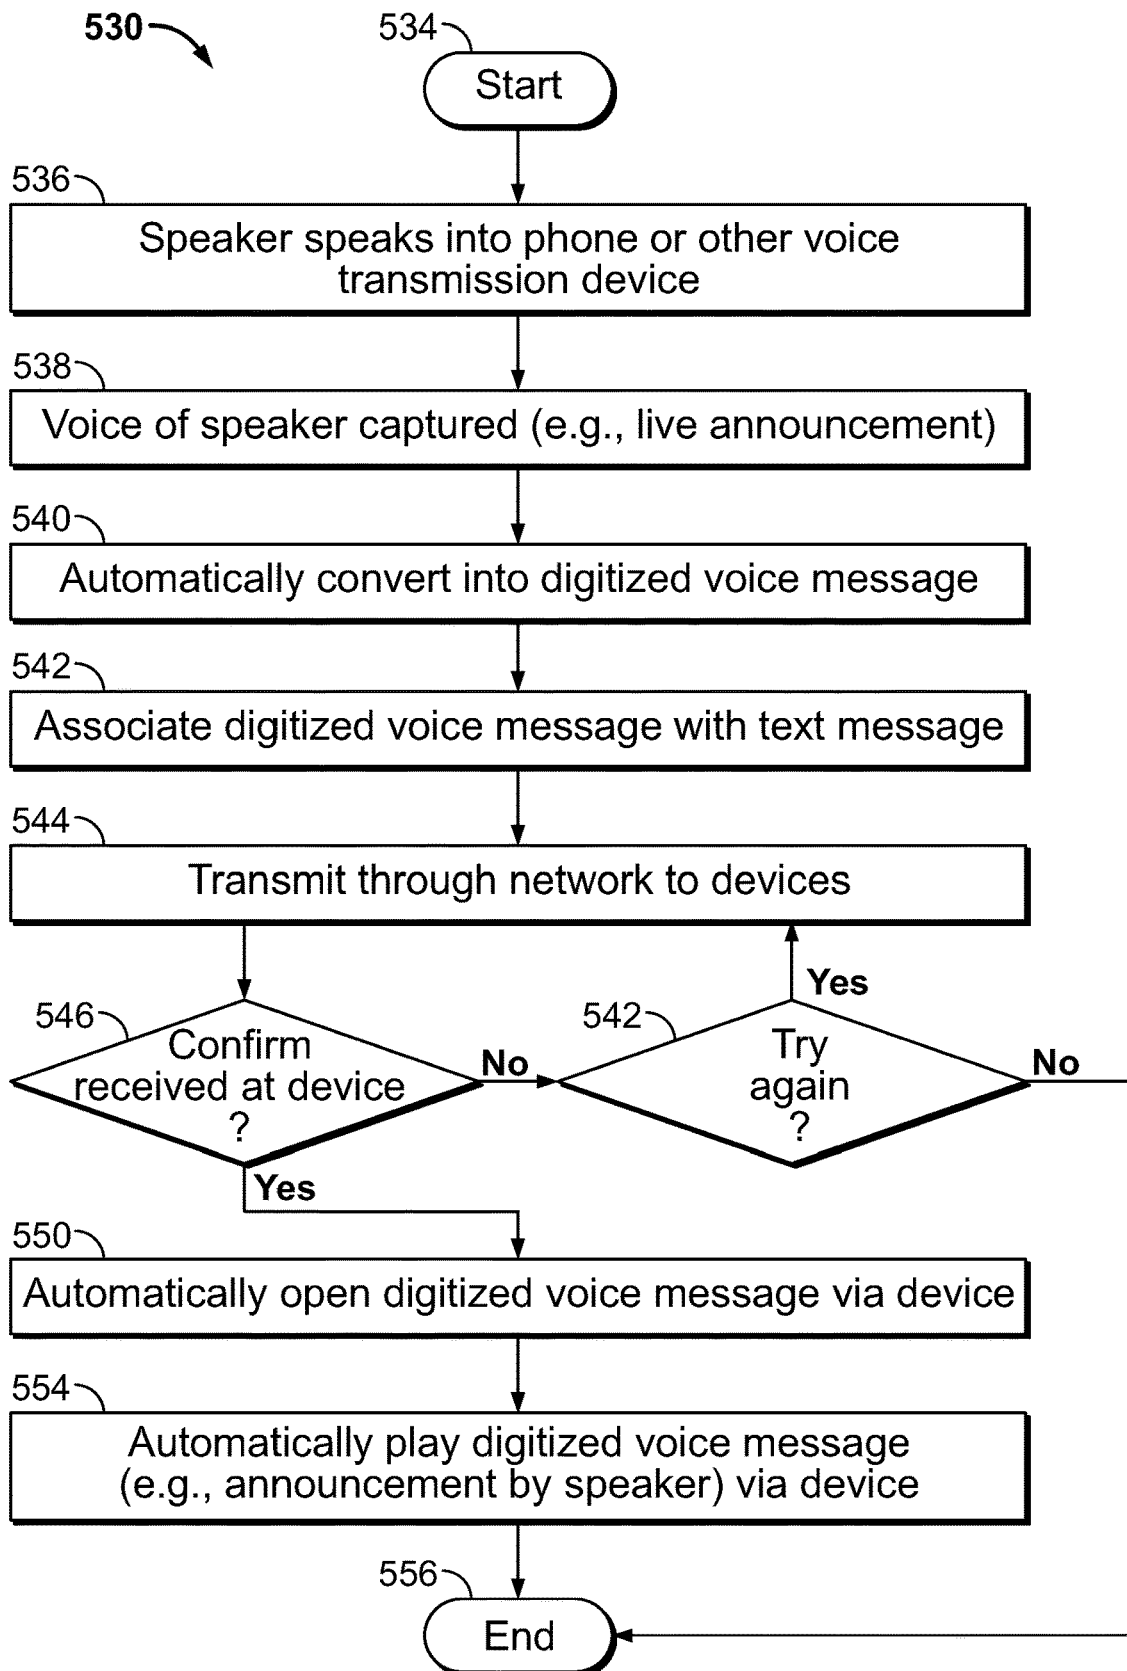 530
534
Start
536
Speaker speaks into phone or other voice
transmission device
538
Voice of speaker captured (e.g., live announcement)
540
Automatically convert into digitized voice message
542
Associate digitized voice message with text message
544
Transmit through network to devices
Yes
546
Confirm
received at device
?
No
542
Try
again
?
No
Yes
550
Automatically open digitized voice message via device
554
Automatically play digitized voice message
(e.g., announcement by speaker) via device
556
End